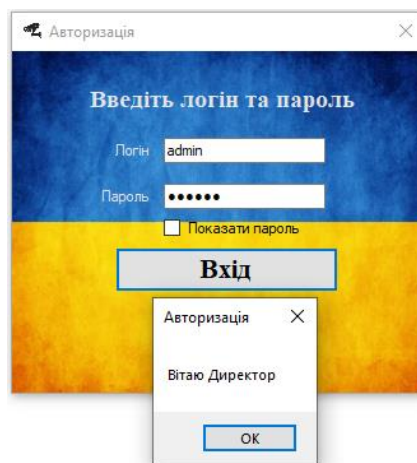 Авторизація
Введіть логін та пароль
Логін admin
Пароль ●●●●●●
Показати пароль
Вхід
Авторизація
Вітаю Директор
OK